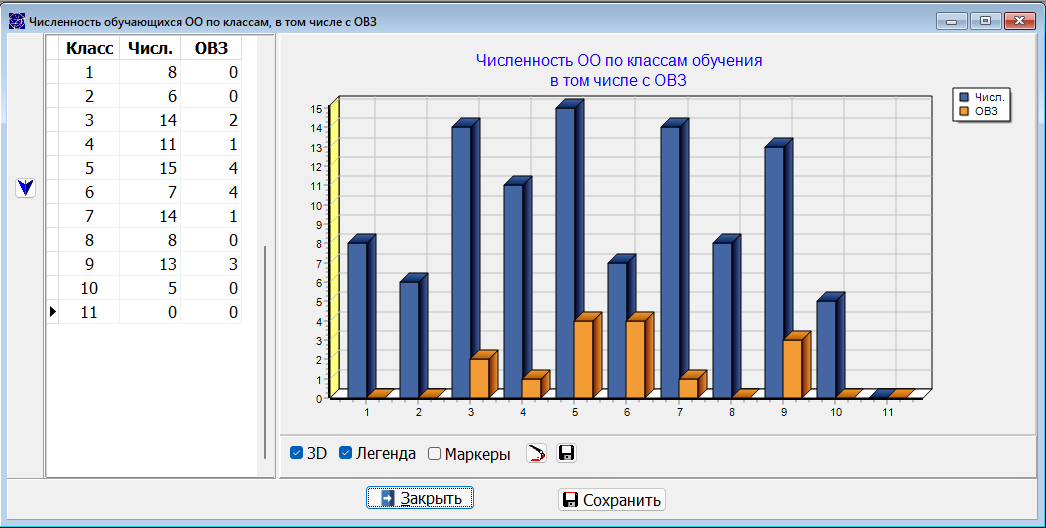 Численность обучающихся ОО по классам, в том числе с ОВЗ
Класс Числ. ОВЗ
1 8 0
2 6 0
3 14 2
4 11 1
5 15 4
6 7 4
7 14 1
8 8 0
9 13 3
10 5 0
11 0 0
Численность ОО по классам обучения
в том числе с ОВЗ
Числ.
ОВЗ
15
14
13
12
11
10
9
8
7
6
5
4
3
2
1
0
1 2 3 4 5 6 7 8 9 10 11
3D Легенда Маркеры
Закрыть Сохранить